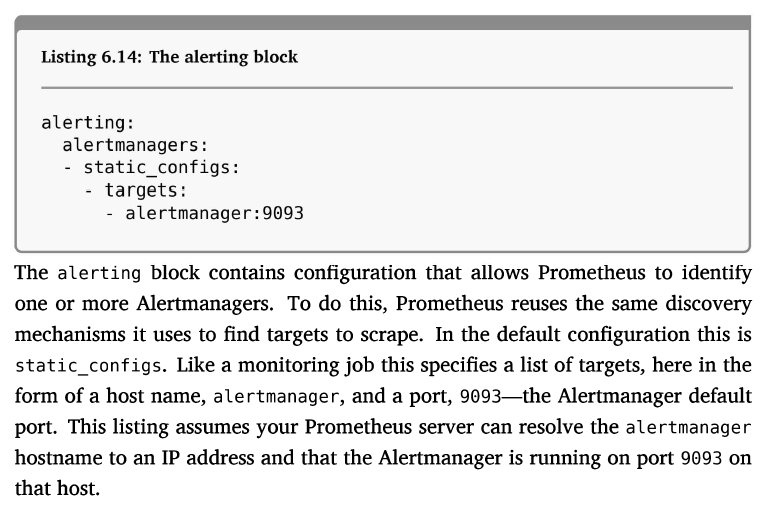 Listing 6.14: The alerting block
alerting:
  alertmanagers:
  - static_configs:
    - targets:
      - alertmanager:9093
The alerting block contains configuration that allows Prometheus to identify
one or more Alertmanagers. To do this, Prometheus reuses the same discovery
mechanisms it uses to find targets to scrape. In the default configuration this is
static_configs. Like a monitoring job this specifies a list of targets, here in the
form of a host name, alertmanager, and a port, 9093—the Alertmanager default
port. This listing assumes your Prometheus server can resolve the alertmanager
hostname to an IP address and that the Alertmanager is running on port 9093 on
that host.